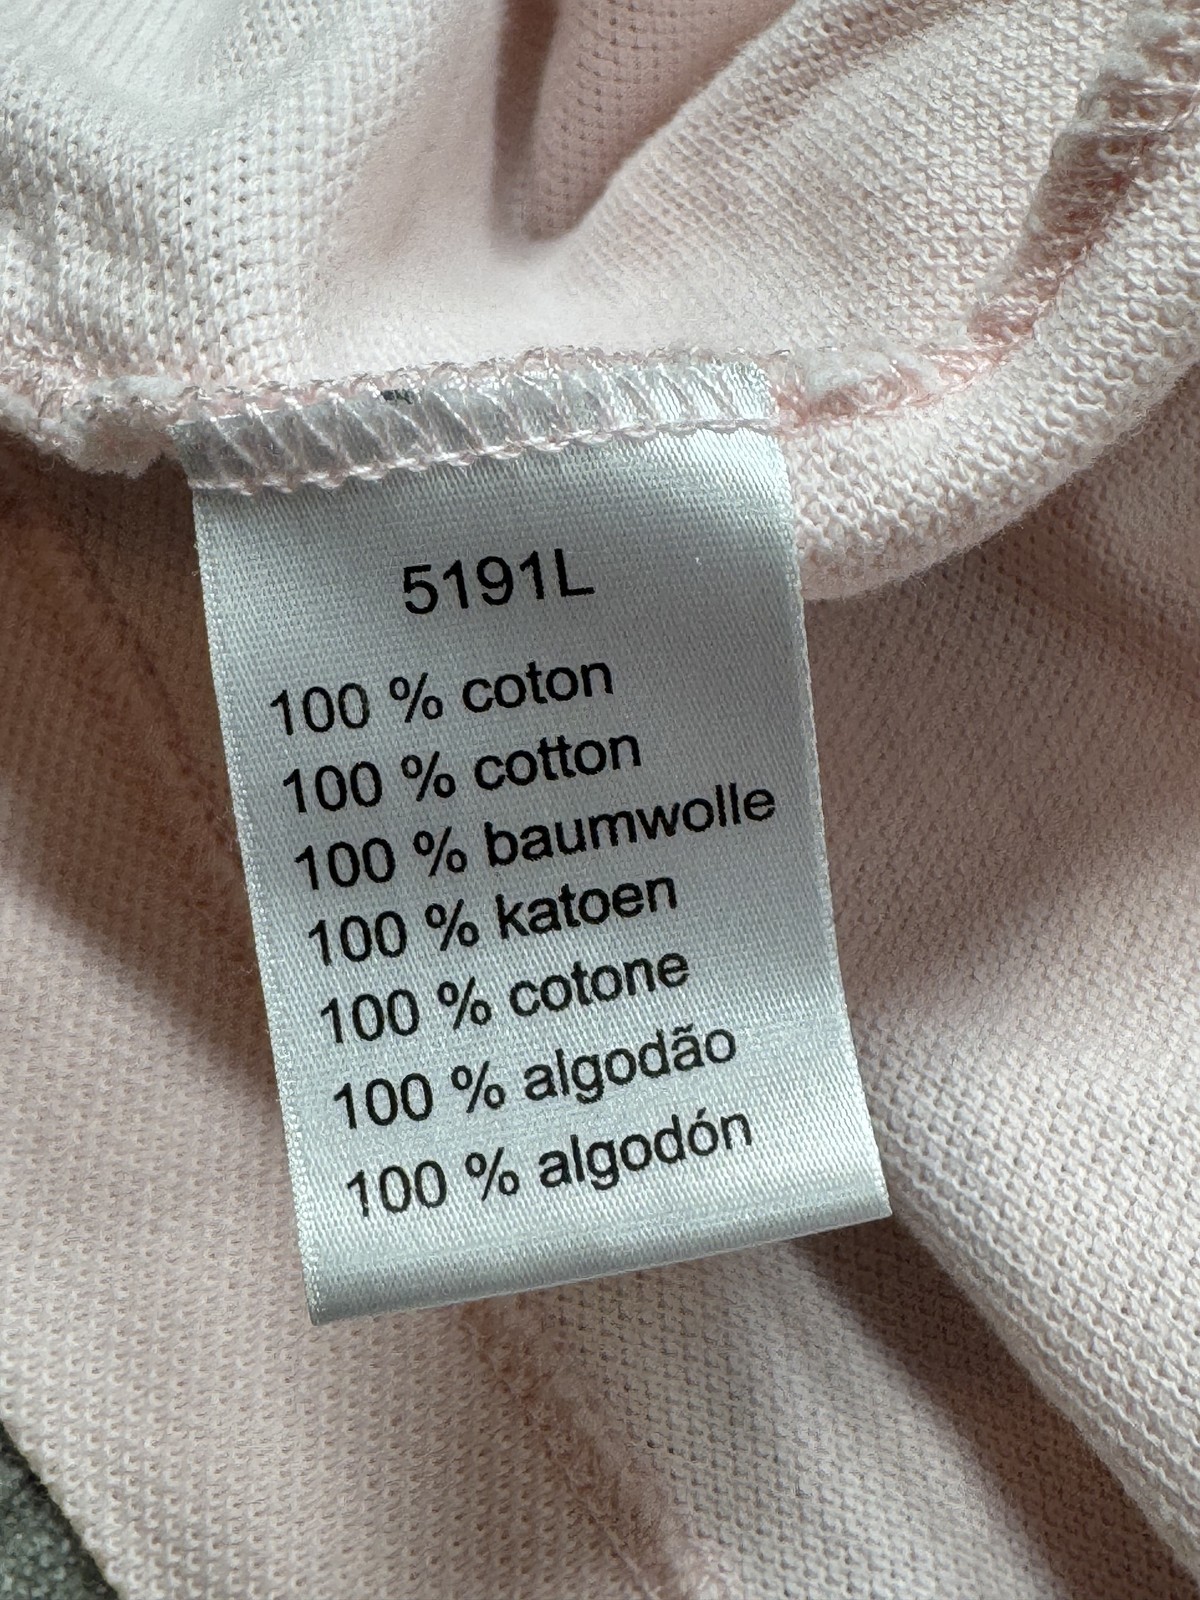 5191L
100 % coton
100 % cotton
100 % baumwolle
100 % katoen
100 % cotone
100 % algodão
100 % algodón